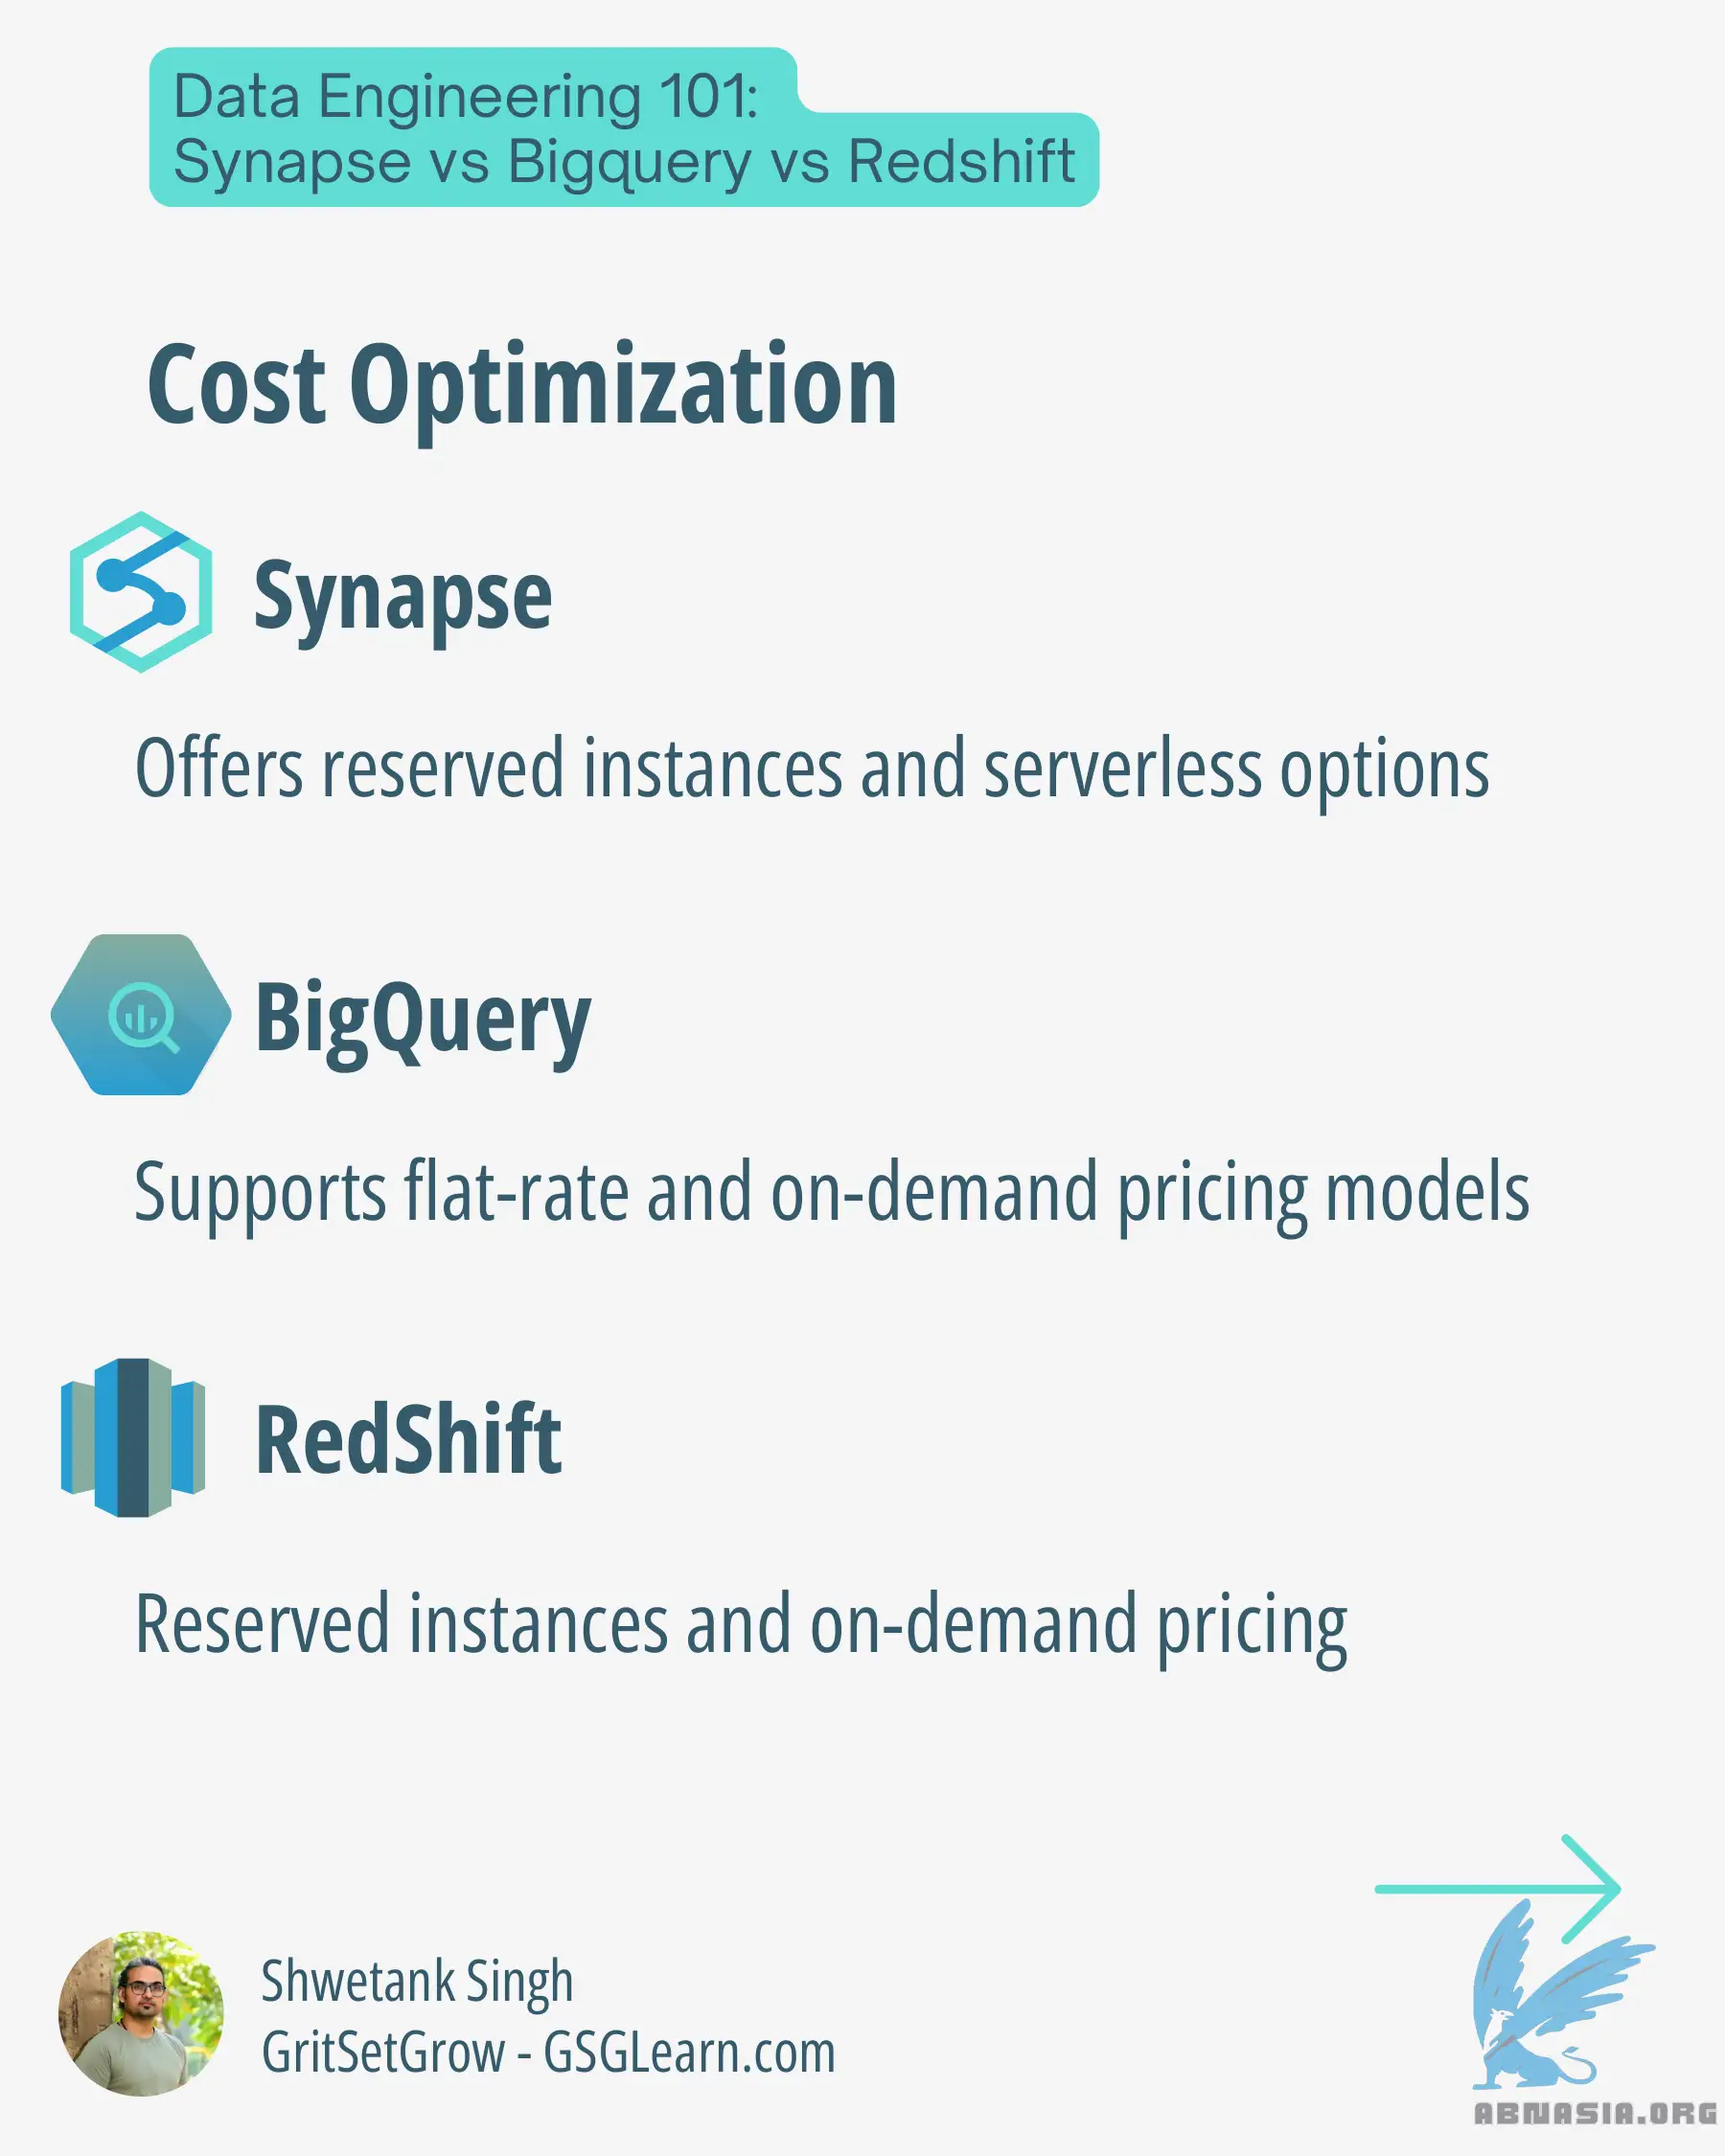 Data Engineering 101:
Synapse vs Bigquery vs Redshift
Cost Optimization
Synapse
Offers reserved instances and serverless options
BigQuery
Supports flat-rate and on-demand pricing models
RedShift
Reserved instances and on-demand pricing
Shwetank Singh
GritSetGrow - GSGLearn.com
ABNASIA.ORG